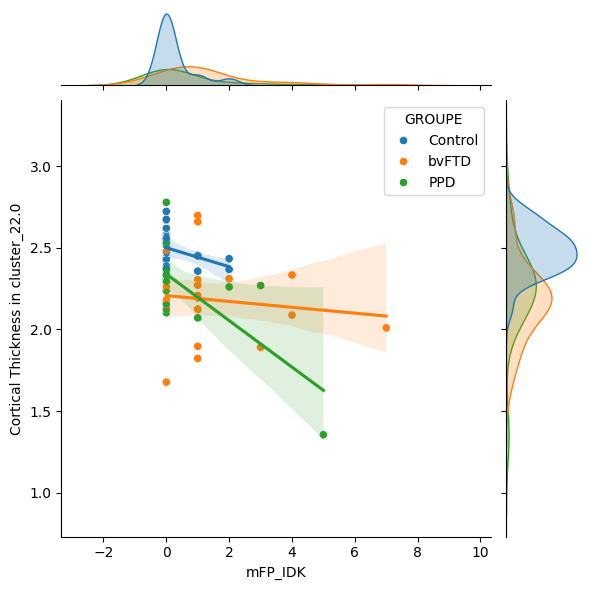 GROUPE
Control
bvFTD
PPD
3.0
2.5
2.0
1.5
1.0
Cortical Thickness in cluster_22.0
−2 0 2 4 6 8 10
mFP_IDK